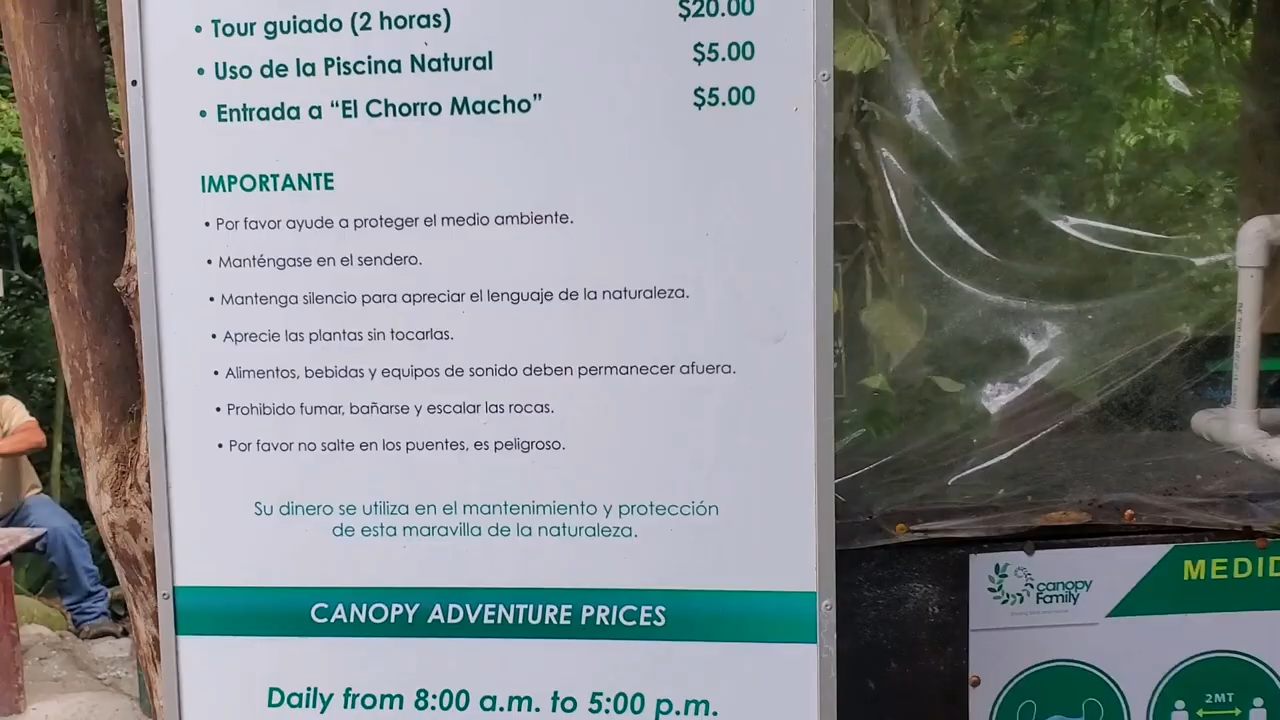 • Tour guiado (2 horas) $20.00
• Uso de la Piscina Natural $5.00
• Entrada a “El Chorro Macho” $5.00
IMPORTANTE
• Por favor ayude a proteger el medio ambiente.
• Manténgase en el sendero.
• Mantenga silencio para apreciar el lenguaje de la naturaleza.
• Aprecie las plantas sin tocarlas.
• Alimentos, bebidas y equipos de sonido deben permanecer afuera.
• Prohibido fumar, bañarse y escalar las rocas.
• Por favor no salte en los puentes, es peligroso.
Su dinero se utiliza en el mantenimiento y protección
de esta maravilla de la naturaleza.
CANOPY ADVENTURE PRICES
Daily from 8:00 a.m. to 5:00 p.m.
canopy
Family
MEDID
2MT